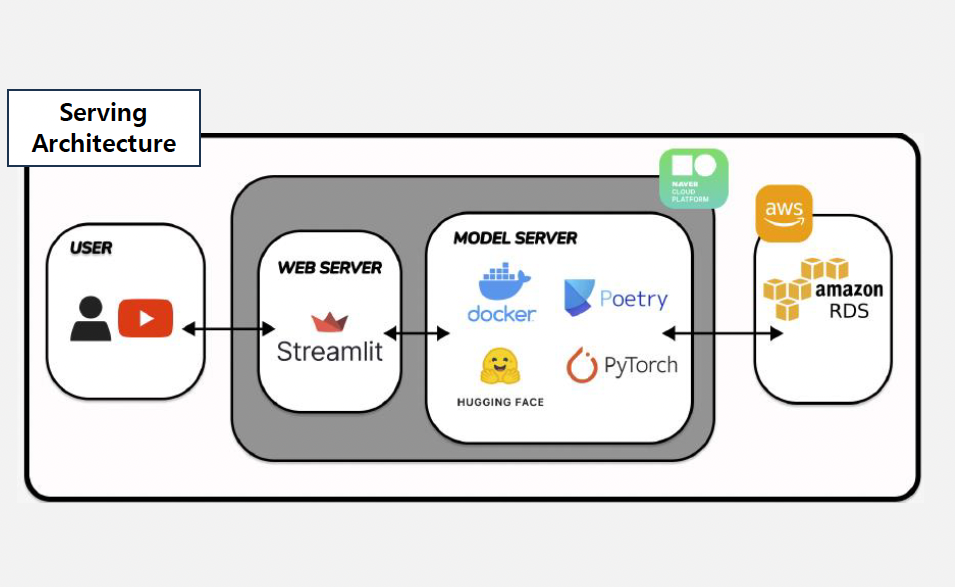 Serving
Architecture
NAVER
CLOUD
PLATFORM
aws
USER
WEB SERVER
Streamlit
MODEL SERVER
docker
Poetry
HUGGING FACE
PyTorch
amazon
RDS